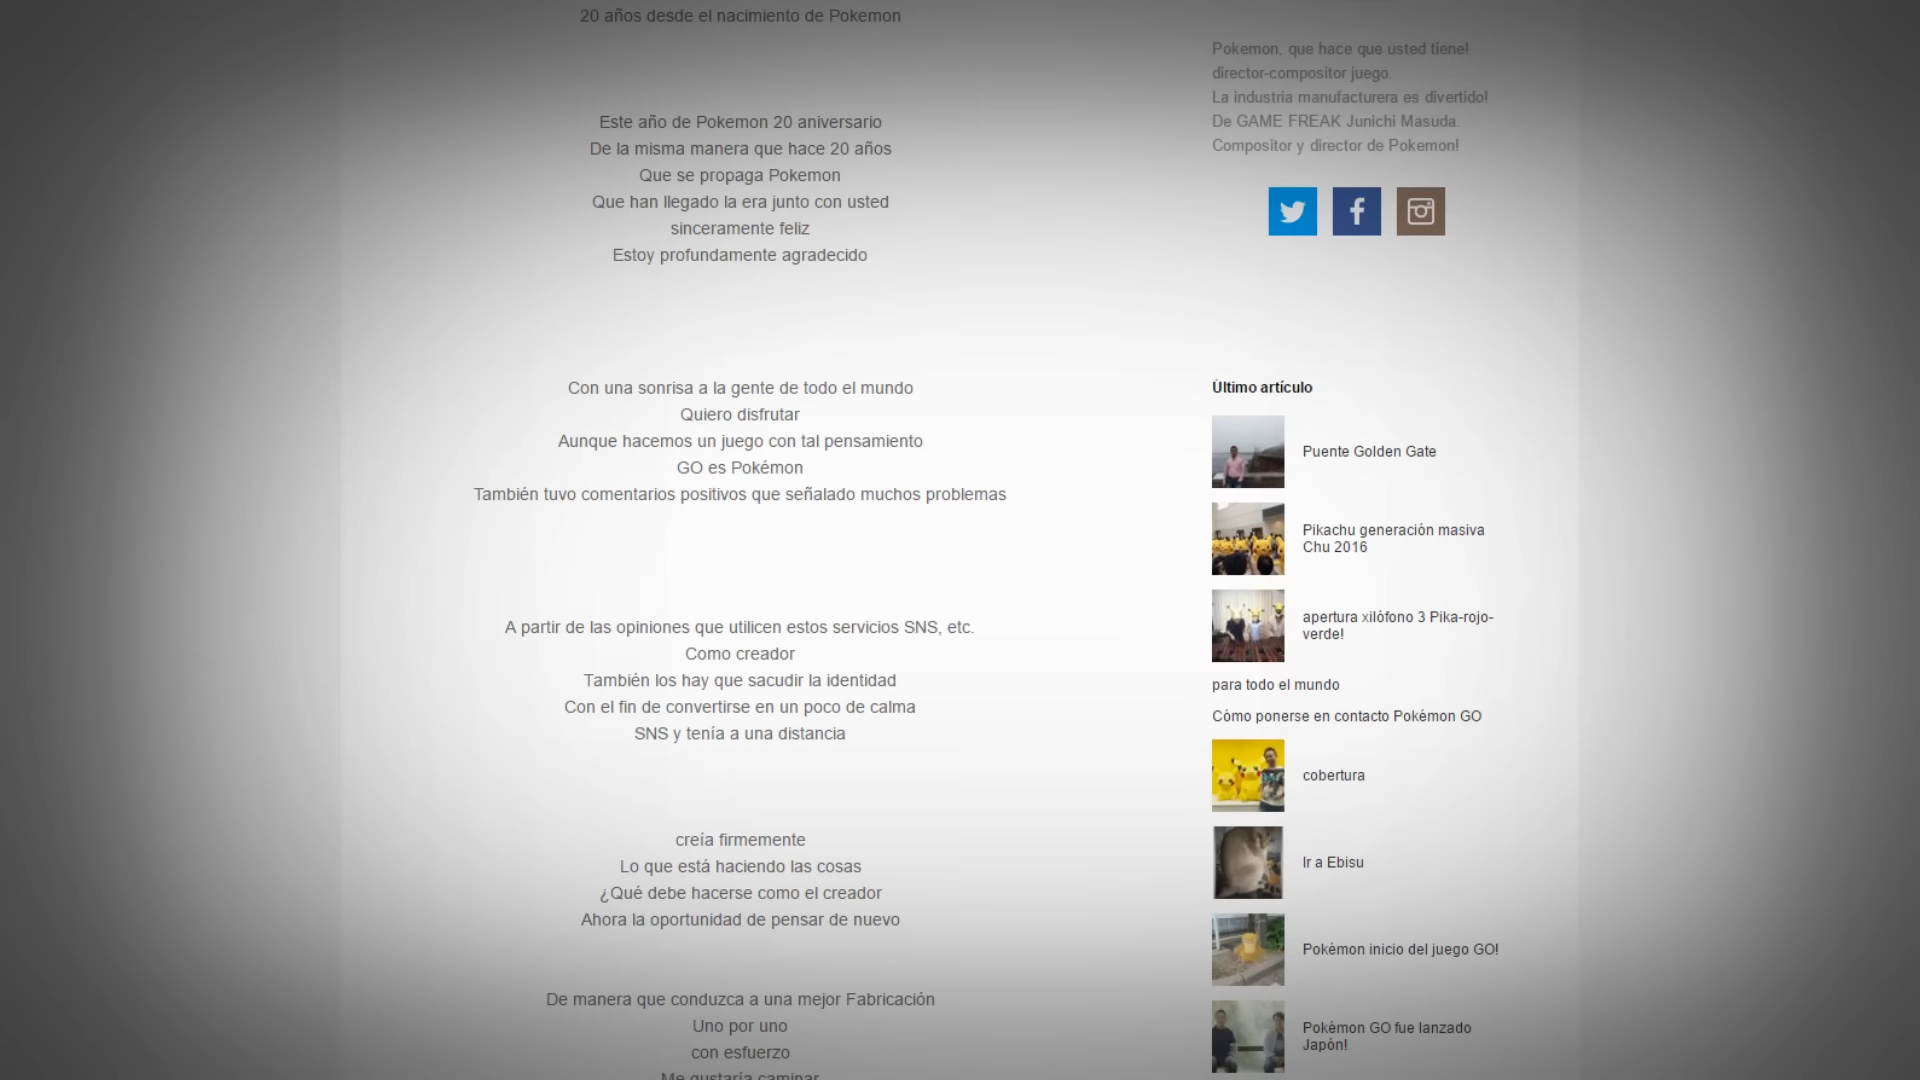 20 años desde el nacimiento de Pokemon
Este año de Pokemon 20 aniversario
De la misma manera que hace 20 años
Que se propaga Pokemon
Que han llegado la era junto con usted
sinceramente feliz
Estoy profundamente agradecido
Con una sonrisa a la gente de todo el mundo
Quiero disfrutar
Aunque hacemos un juego con tal pensamiento
GO es Pokémon
También tuvo comentarios positivos que señalado muchos problemas
A partir de las opiniones que utilicen estos servicios SNS, etc.
Como creador
También los hay que sacudir la identidad
Con el fin de convertirse en un poco de calma
SNS y tenía a una distancia
creía firmemente
Lo que está haciendo las cosas
¿Qué debe hacerse como el creador
Ahora la oportunidad de pensar de nuevo
De manera que conduzca a una mejor Fabricación
Uno por uno
con esfuerzo
Me gustaría caminar
Pokemon, que hace que usted tiene!
director-compositor juego.
La industria manufacturera es divertido!
De GAME FREAK Junichi Masuda.
Compositor y director de Pokemon!
Último artículo
Puente Golden Gate
Pikachu generación masiva
Chu 2016
apertura xilófono 3 Pika-rojo-
verde!
para todo el mundo
Cómo ponerse en contacto Pokémon GO
cobertura
Ir a Ebisu
Pokémon inicio del juego GO!
Pokémon GO fue lanzado
Japón!